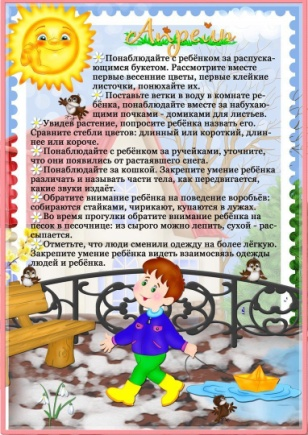 Апрель
Понаблюдайте с ребёнком за распуска-
ющимся букетом. Рассмотрите вместе
первые весенние цветы, первые клейкие
листочки, понюхайте их.
Поставьте ветки в воду в комнате ре-
бёнка, понаблюдайте вместе за набухаю-
щими почками - домиками для листьев.
Увидев растение, попросите ребёнка назвать его.
Сравните стебли цветов: длинный или короткий, длин-
нее или короче.
Понаблюдайте с ребёнком за ручейками, уточните,
что они появились от растаявшего снега.
Понаблюдайте за кошкой. Закрепите умение ребёнка
различать и называть части тела, как передвигается,
какие звуки издаёт.
Обратите внимание ребёнка на поведение воробьёв:
собираются стайками, чирикают, купаются в лужах.
Во время прогулки обратите внимание ребёнка на
песок в песочнице: из сырого можно лепить, сухой - рас-
сыпается.
Отметьте, что люди сменили одежду на более лёгкую.
Закрепите умение ребёнка видеть взаимосвязь одежды
людей и ребёнка.